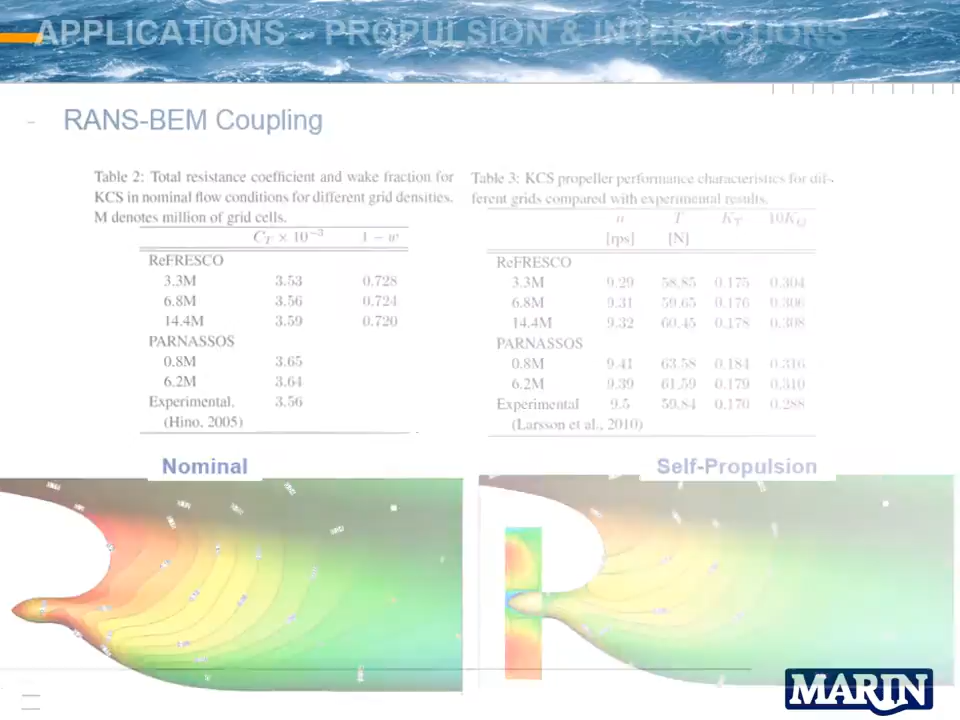 APPLICATIONS – PROPULSION & INTERACTIONS
- RANS-BEM Coupling
Table 2: Total resistance coefficient and wake fraction for
KCS in nominal flow conditions for different grid densities.
M denotes million of grid cells.
C_T × 10⁻³ 1 − w
ReFRESCO
3.3M 3.53 0.728
6.8M 3.56 0.724
14.4M 3.59 0.720
PARNASSOS
0.8M 3.65
6.2M 3.64
Experimental, 3.56
(Hino, 2005)
Table 3: KCS propeller performance characteristics for dif-
ferent grids compared with experimental results.
n T K_T 10K_Q
[rps] [N]
ReFRESCO
3.3M 9.29 58.85 0.175 0.304
6.8M 9.31 59.65 0.176 0.306
14.4M 9.32 60.45 0.178 0.308
PARNASSOS
0.8M 9.41 63.58 0.184 0.316
6.2M 9.39 61.59 0.179 0.310
Experimental 9.5 59.84 0.170 0.288
(Larsson et al., 2010)
Nominal
Self-Propulsion
MARIN